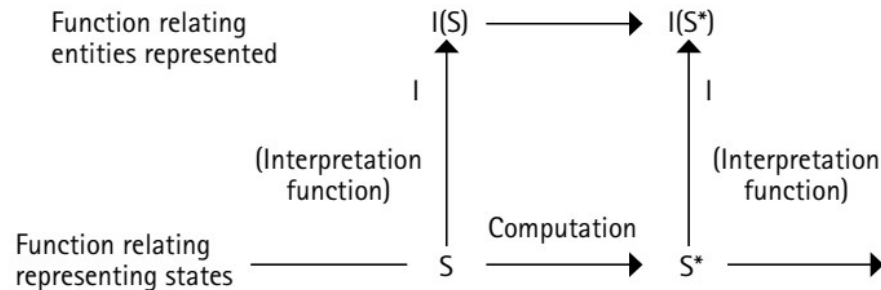 Function relating
entities represented
I(S)
I(S*)
I
I
(Interpretation
function)
(Interpretation
function)
Computation
Function relating
representing states
S
S*